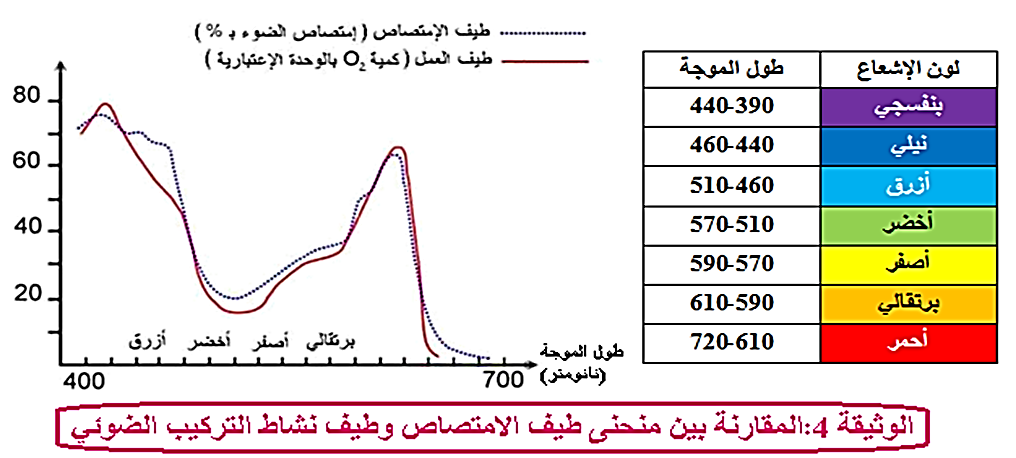 طيف الإمتصاص ( إمتصاص الضوء بـ % )
طيف العمل ( كمية O₂ بالوحدة الإعتبارية )
80
60
40
20
أزرق أخضر أصفر برتقالي
400 700
طول الموجة
(نانومتر)
لون الإشعاع طول الموجة
بنفسجي 440-390
نيلي 460-440
أزرق 510-460
أخضر 570-510
أصفر 590-570
برتقالي 610-590
أحمر 720-610
الوثيقة 4:المقارنة بين منحنى طيف الامتصاص وطيف نشاط التركيب الضوئي